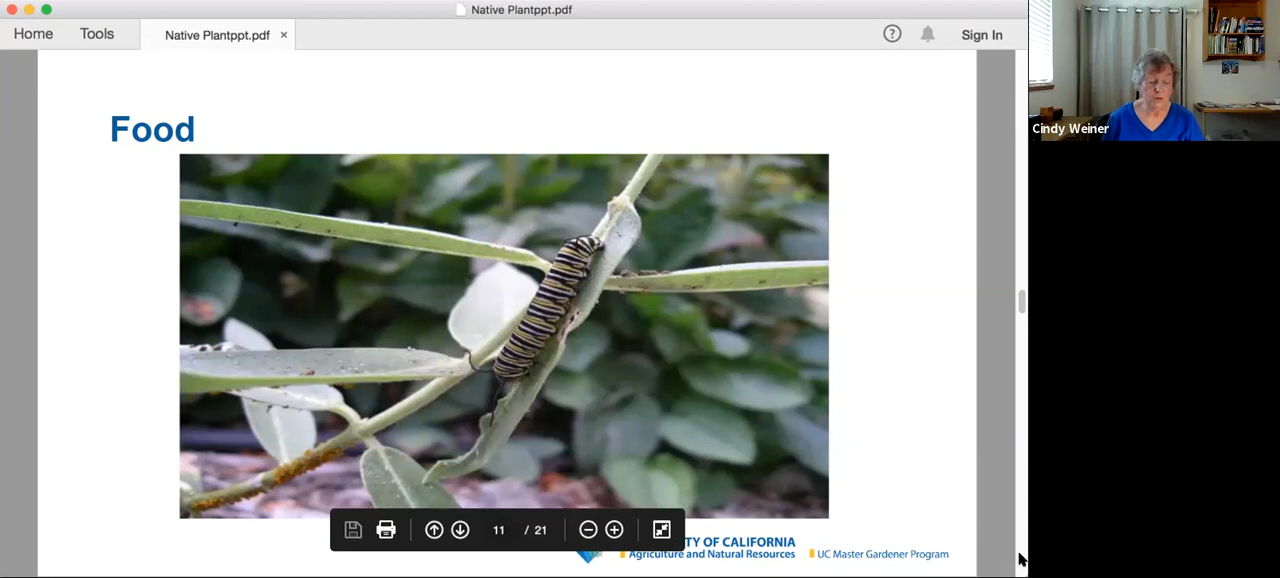 Native Plantppt.pdf
Home Tools Native Plantppt.pdf × ? Sign In
Cindy Weiner
Food
11 / 21
TY OF CALIFORNIA
Agriculture and Natural Resources UC Master Gardener Program